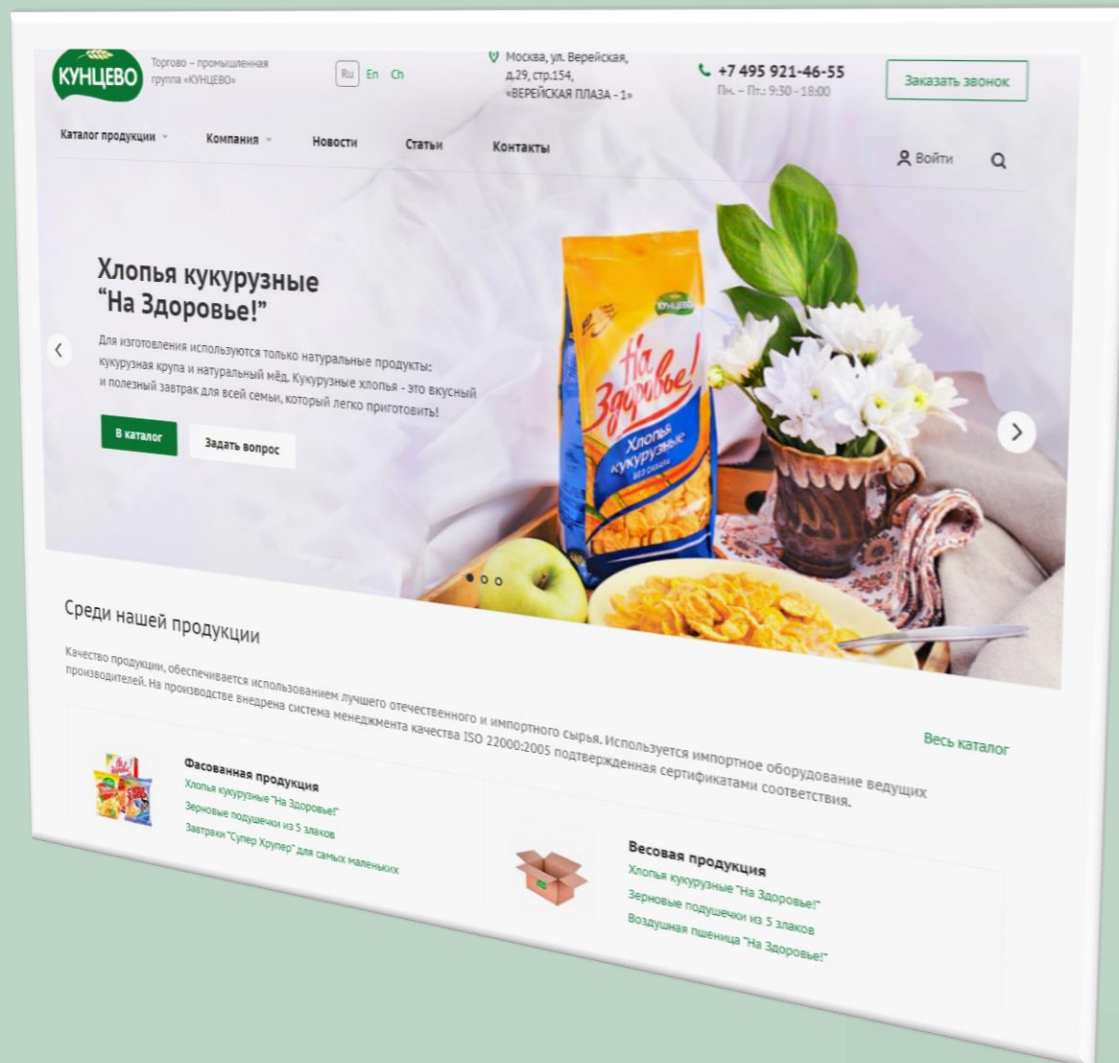 КУНЦЕВО
Торгово – промышленная
группа «КУНЦЕВО»
Ru En Ch
Москва, ул. Верейская,
д.29, стр.154,
«ВЕРЕЙСКАЯ ПЛАЗА - 1»
+7 495 921-46-55
Пн. – Пт.: 9:30 - 18:00
Заказать звонок
Каталог продукции
Компания
Новости
Статьи
Контакты
Войти
Хлопья кукурузные
“На Здоровье!”
Для изготовления используются только натуральные продукты:
кукурузная крупа и натуральный мёд. Кукурузные хлопья - это вкусный
и полезный завтрак для всей семьи, который легко приготовить!
В каталог
Задать вопрос
КУНЦЕВО
На
Здоровье!
Хлопья
кукурузные
БЕЗ САХАРА
Среди нашей продукции
Качество продукции, обеспечивается использованием лучшего отечественного и импортного сырья. Используется импортное оборудование ведущих
производителей. На производстве внедрена система менеджмента качества ISO 22000:2005 подтвержденная сертификатами соответствия.
Весь каталог
Фасованная продукция
Хлопья кукурузные "На Здоровье!"
Зерновые подушечки из 5 злаков
Завтраки "Супер Хрупер" для самых маленьких
Весовая продукция
Хлопья кукурузные "На Здоровье!"
Зерновые подушечки из 5 злаков
Воздушная пшеница "На Здоровье!"